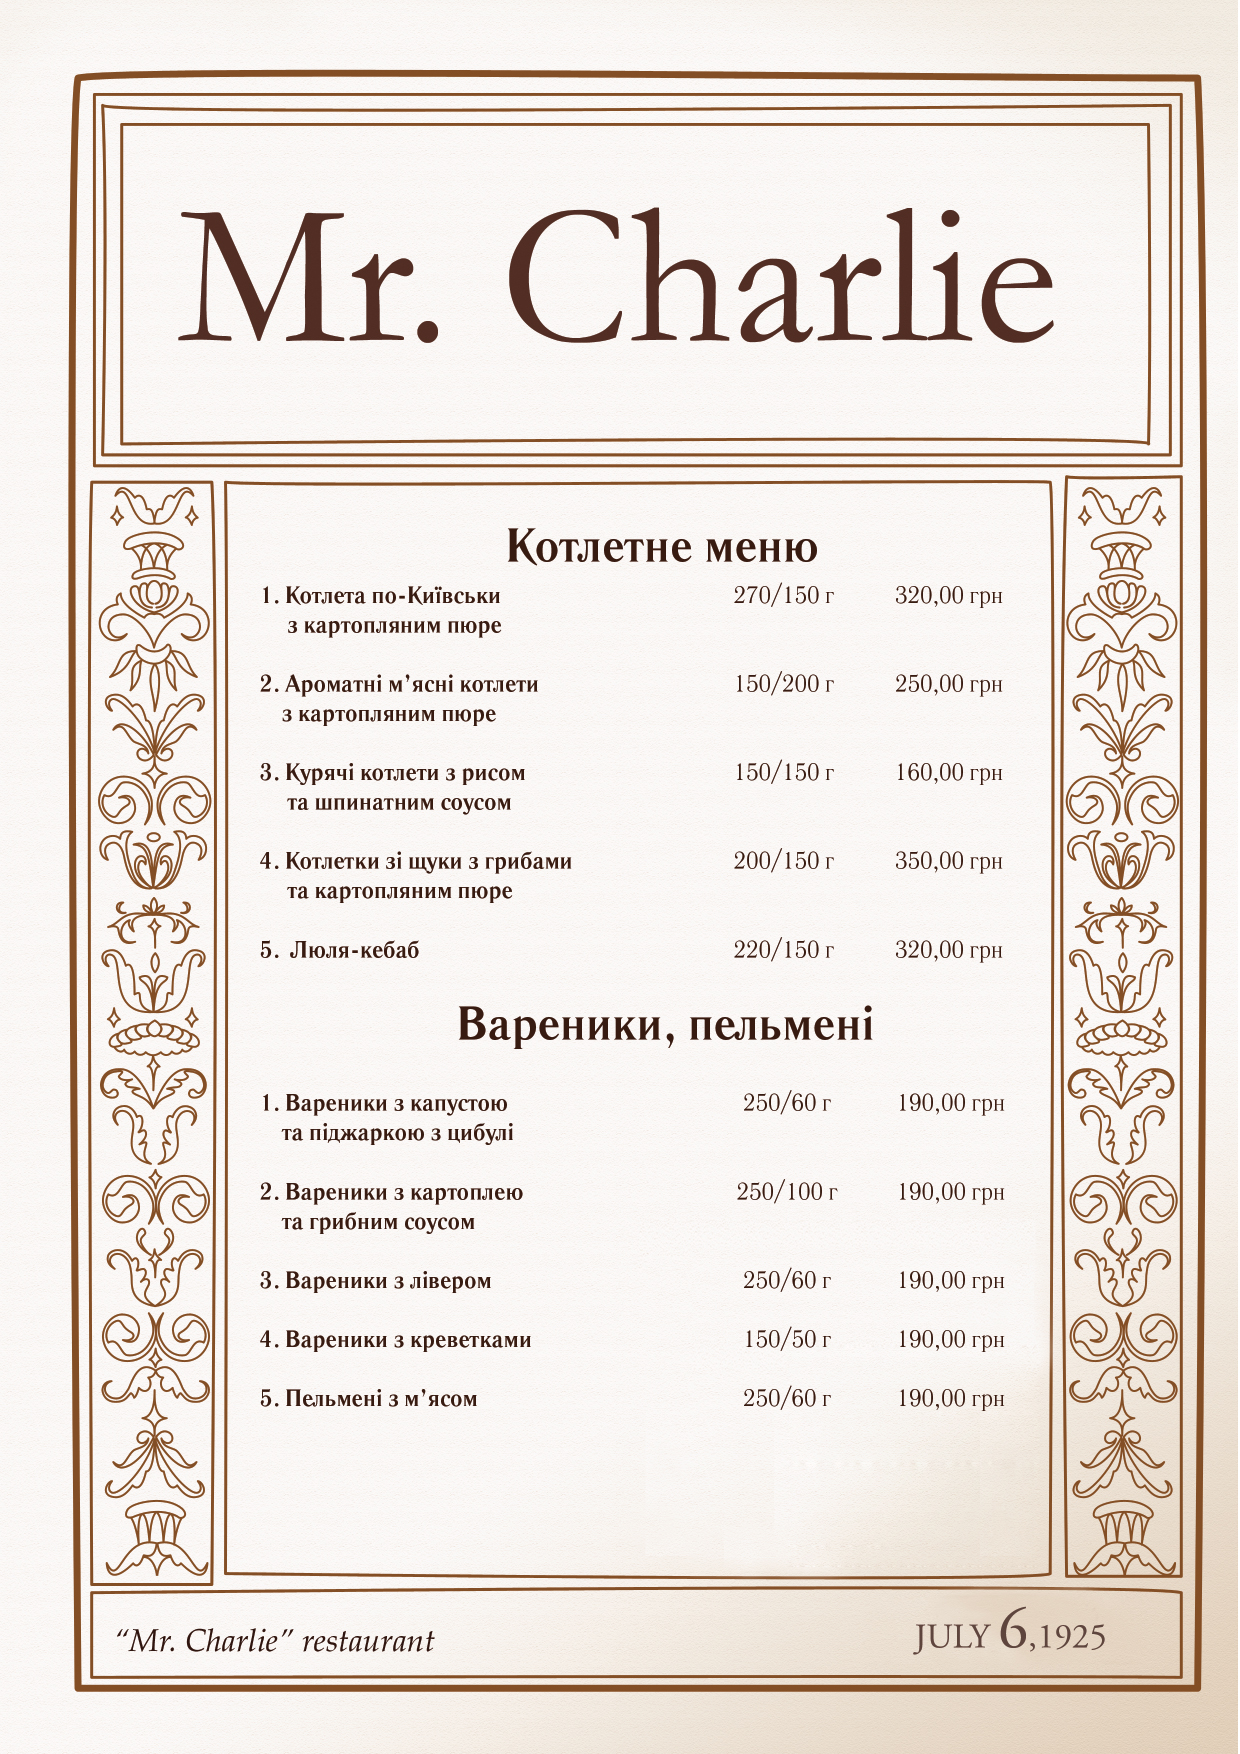 Mr. Charlie
Котлетне меню
1. Котлета по-Київськи 270/150 г 320,00 грн
з картопляним пюре
2. Ароматні м’ясні котлети 150/200 г 250,00 грн
з картопляним пюре
3. Курячі котлети з рисом 150/150 г 160,00 грн
та шпинатним соусом
4. Котлетки зі щуки з грибами 200/150 г 350,00 грн
та картопляним пюре
5. Люля-кебаб 220/150 г 320,00 грн
Вареники, пельмені
1. Вареники з капустою 250/60 г 190,00 грн
та піджаркою з цибулі
2. Вареники з картоплею 250/100 г 190,00 грн
та грибним соусом
3. Вареники з лівером 250/60 г 190,00 грн
4. Вареники з креветками 150/50 г 190,00 грн
5. Пельмені з м’ясом 250/60 г 190,00 грн
“Mr. Charlie” restaurant JULY 6,1925